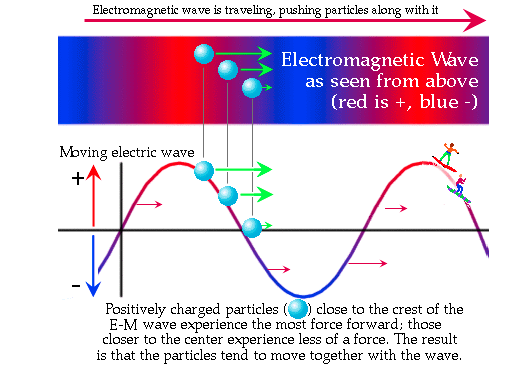 Electromagnetic wave is traveling, pushing particles along with it
Electromagnetic Wave
as seen from above
(red is +, blue -)
Moving electric wave
+
-
Positively charged particles ( ) close to the crest of the
E-M wave experience the most force forward; those
closer to the center experience less of a force. The result
is that the particles tend to move together with the wave.